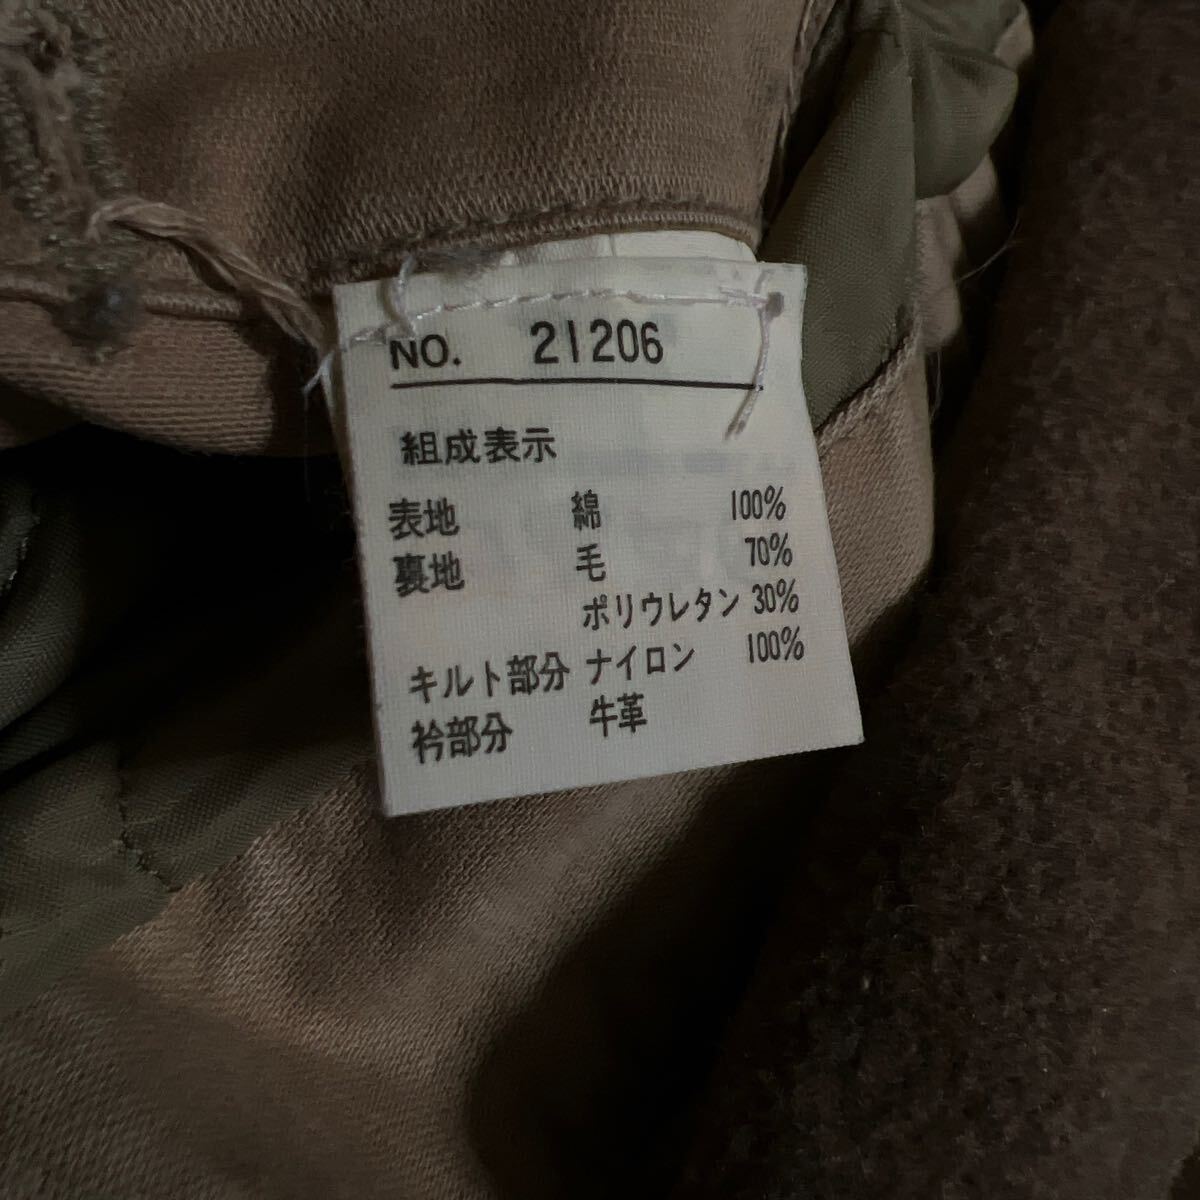 NO. 21206
組成表示
表地 綿 100%
裏地 毛 70%
ポリウレタン 30%
キルト部分 ナイロン 100%
衿部分 牛革